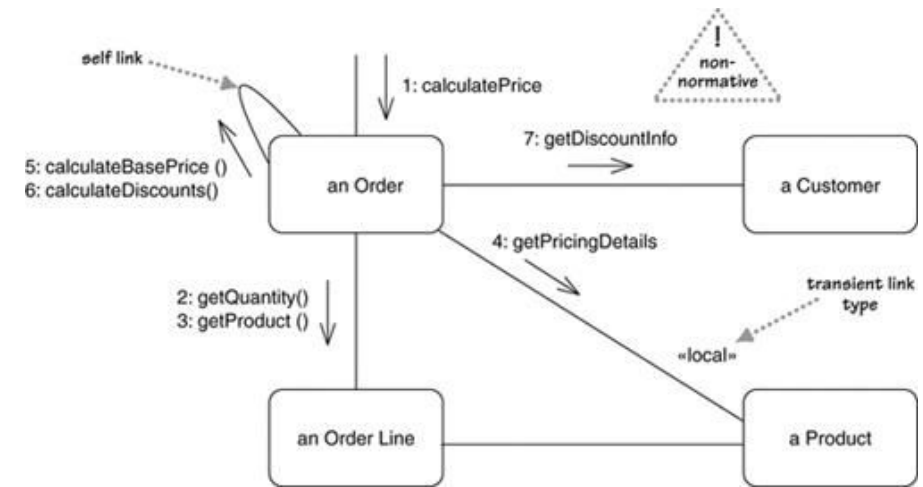 self link
1: calculatePrice
!
non-
normative
7: getDiscountInfo
5: calculateBasePrice ()
6: calculateDiscounts()
an Order
a Customer
4: getPricingDetails
2: getQuantity()
3: getProduct ()
transient link
type
«local»
an Order Line
a Product